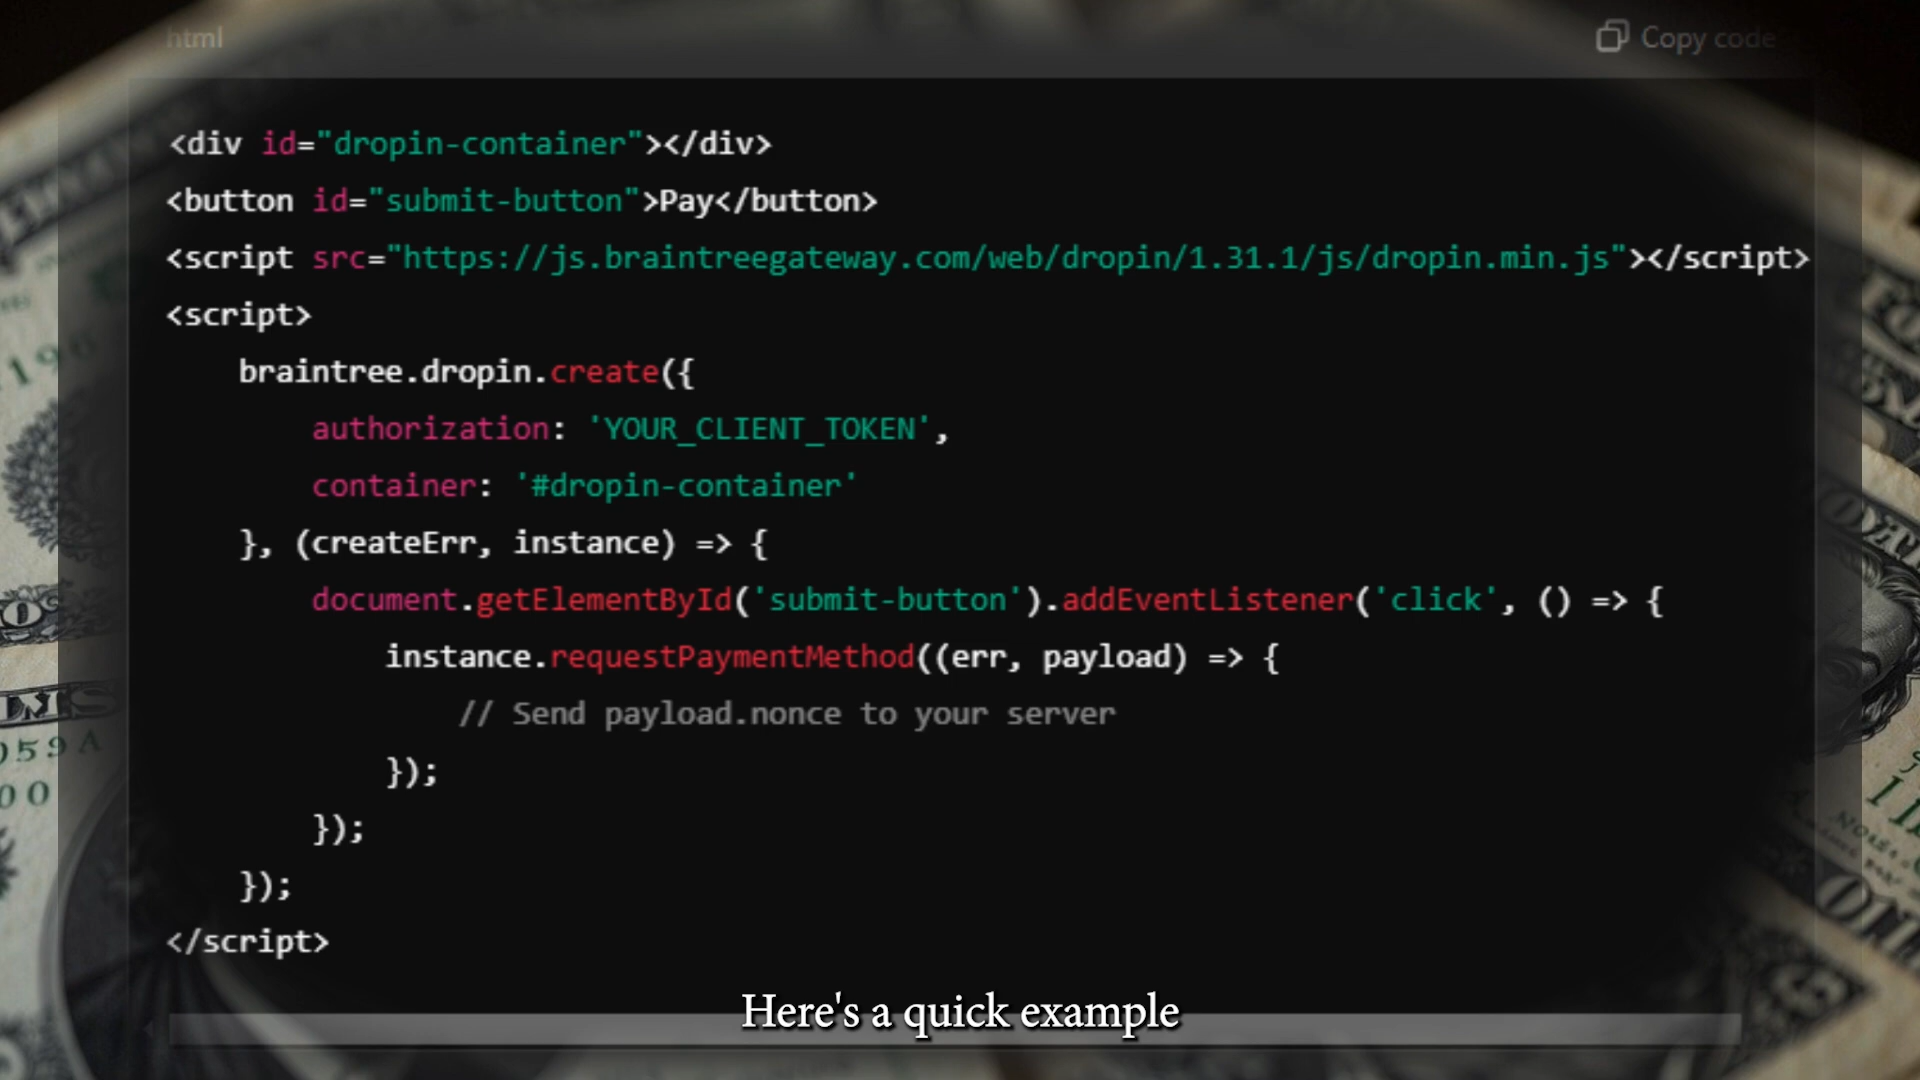 html
Copy code
<div id="dropin-container"></div>
<button id="submit-button">Pay</button>
<script src="https://js.braintreegateway.com/web/dropin/1.31.1/js/dropin.min.js"></script>
<script>
    braintree.dropin.create({
        authorization: 'YOUR_CLIENT_TOKEN',
        container: '#dropin-container'
    }, (createErr, instance) => {
        document.getElementById('submit-button').addEventListener('click', () => {
            instance.requestPaymentMethod((err, payload) => {
                // Send payload.nonce to your server
            });
        });
    });
</script>
Here's a quick example